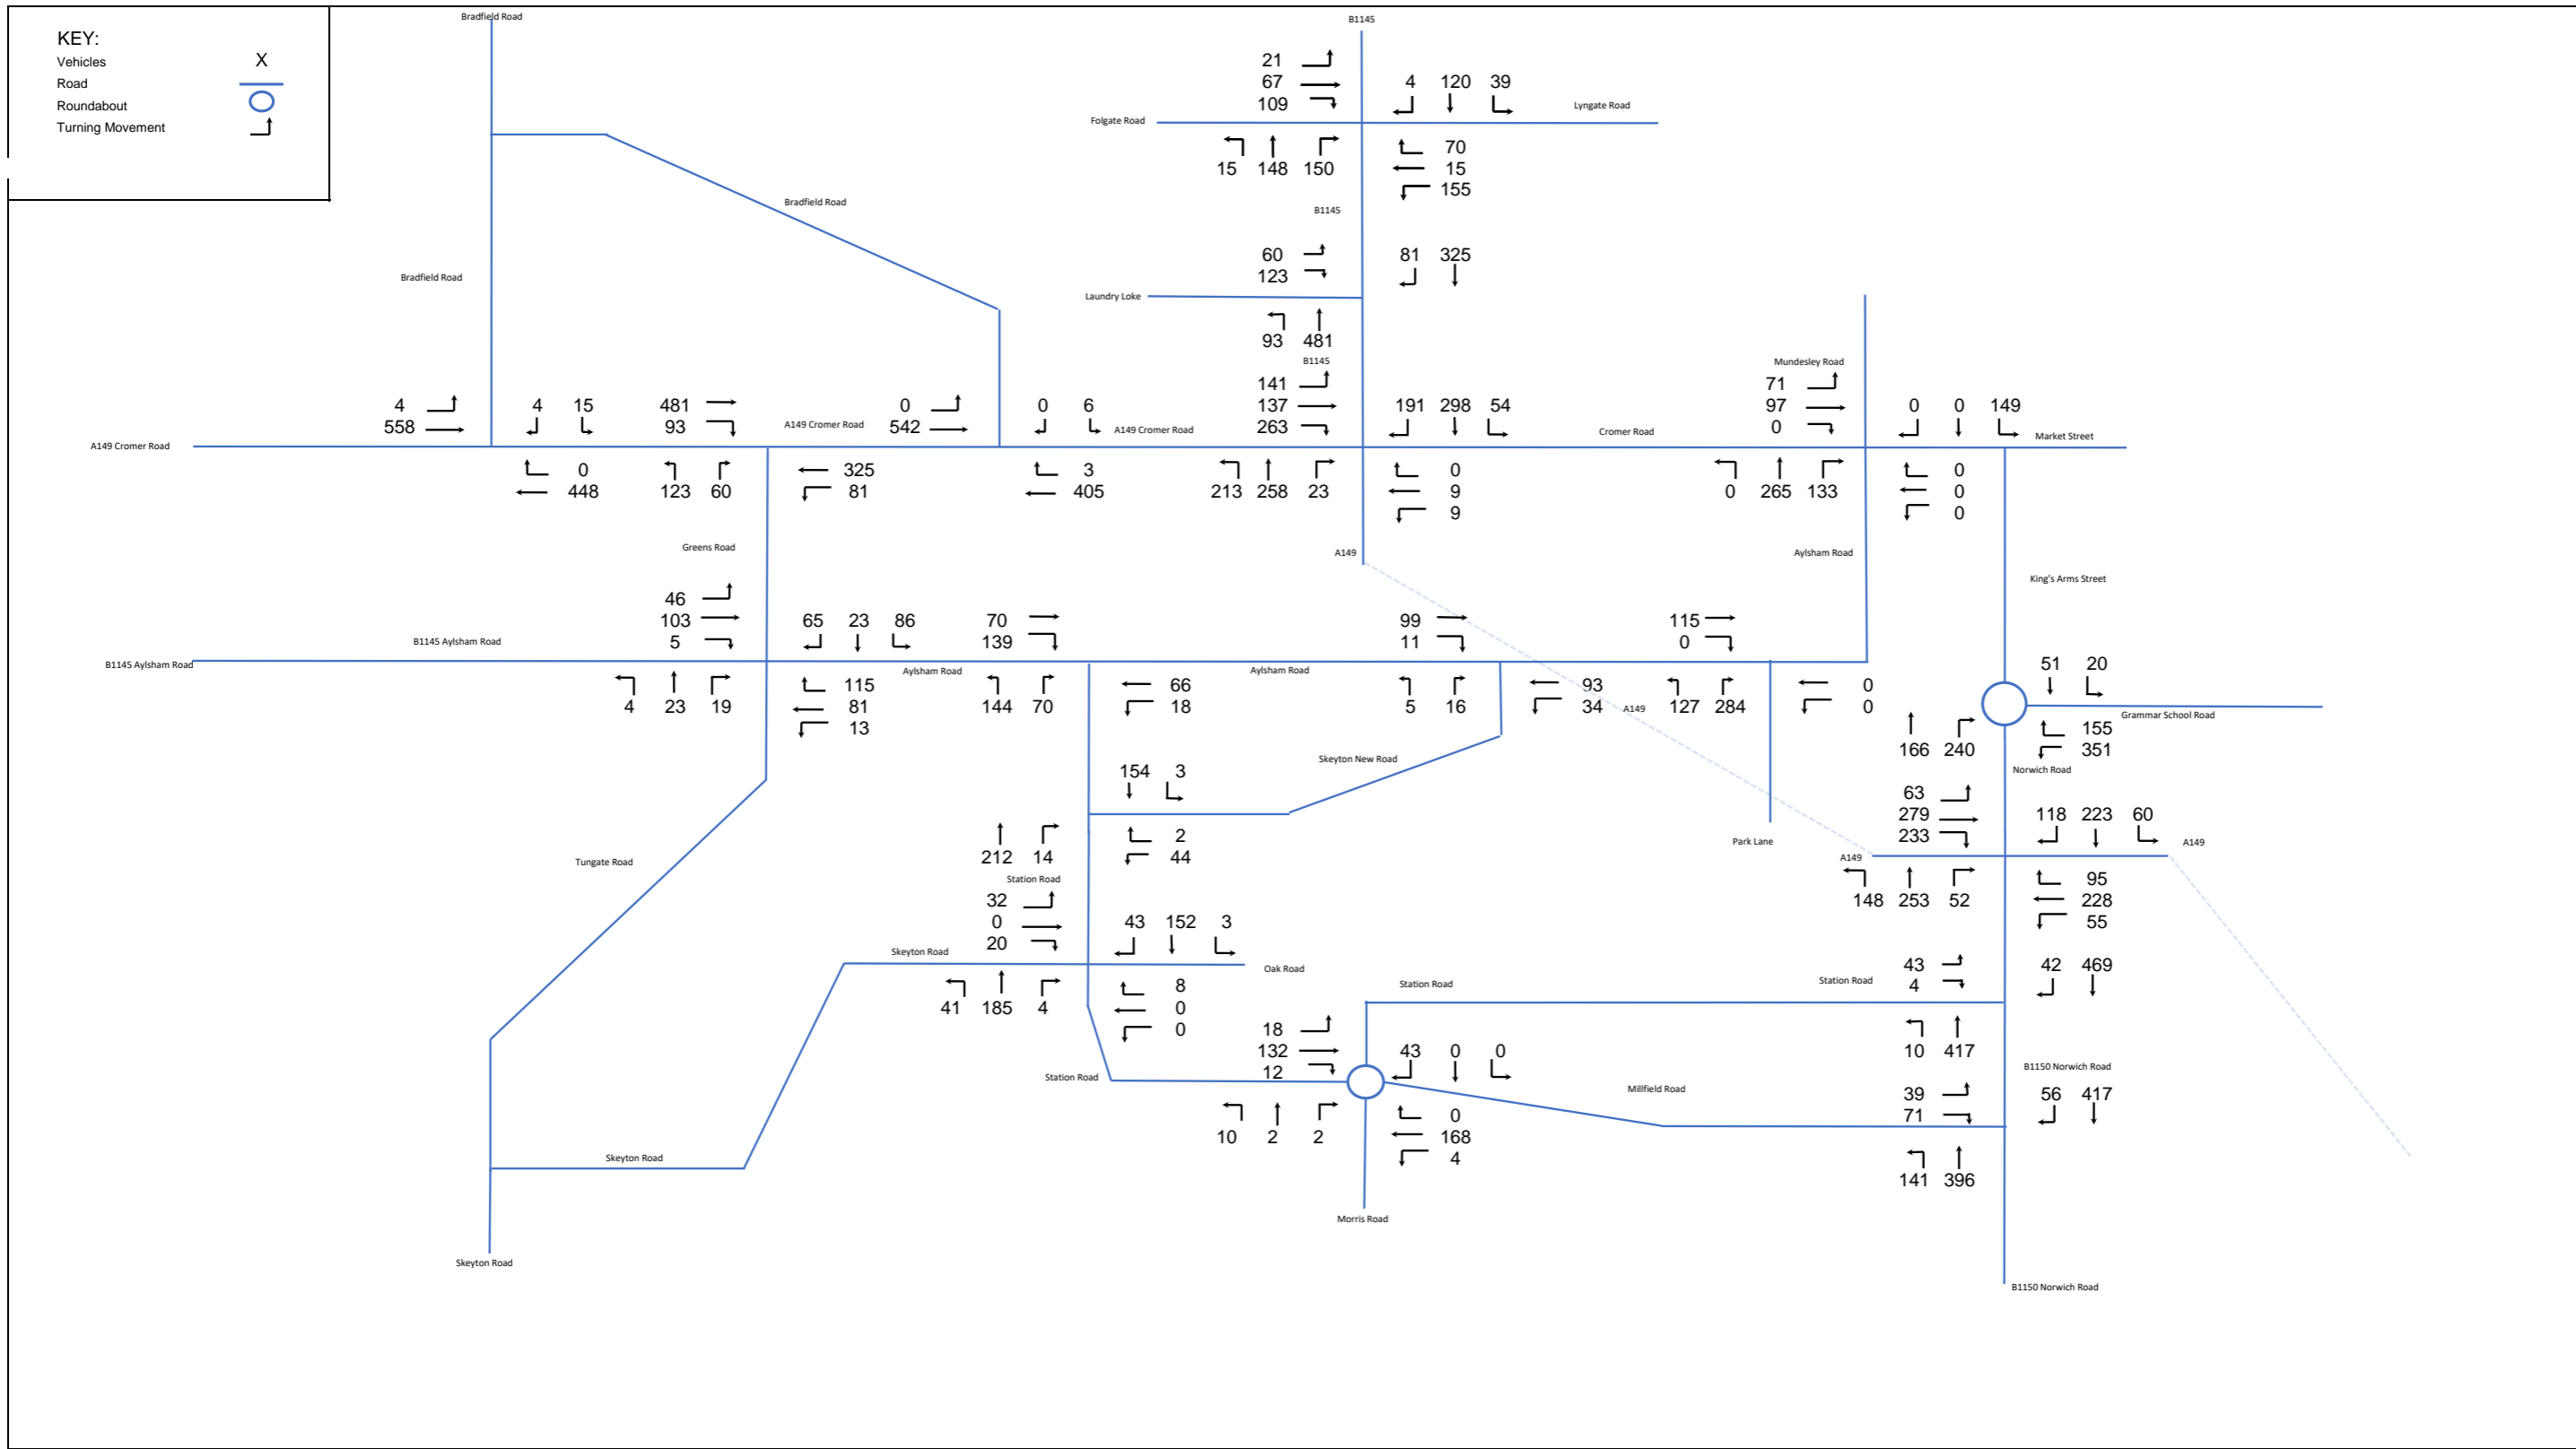 Bradfield Road
B1145
KEY:
Vehicles X
Road
Roundabout
Turning Movement
21
67
109
4 120 39
Lyngate Road
Folgate Road
15 148 150
70
15
155
Bradfield Road
B1145
60
123
81 325
Bradfield Road
Laundry Loke
93 481
B1145
Mundesley Road
141
137
263
71
97
0
4
558
4 15
481
93
A149 Cromer Road
0
542
0 6
A149 Cromer Road
191 298 54
Cromer Road
0 0 149
Market Street
A149 Cromer Road
0
448
123 60
325
81
3
405
213 258 23
0
9
9
0 265 133
0
0
0
Greens Road
A149
Aylsham Road
King's Arms Street
46
103
5
B1145 Aylsham Road
65 23 86
70
139
99
11
115
0
B1145 Aylsham Road
Aylsham Road
Aylsham Road
51 20
4 23 19
115
81
13
144 70
66
18
5 16
93
34
A149
127 284
0
0
Grammar School Road
166 240
155
351
Skeyton New Road
Norwich Road
154 3
63
279
233
118 223 60
A149
2
44
212 14
Station Road
Park Lane
A149
Tungate Road
148 253 52
95
228
55
32
0
20
43 152 3
Skeyton Road
Oak Road
41 185 4
8
0
0
Station Road
Station Road
43
4
42 469
10 417
18
132
12
43 0 0
Station Road
Millfield Road
B1150 Norwich Road
39
71
56 417
10 2 2
0
168
4
141 396
Skeyton Road
Morris Road
Skeyton Road
B1150 Norwich Road